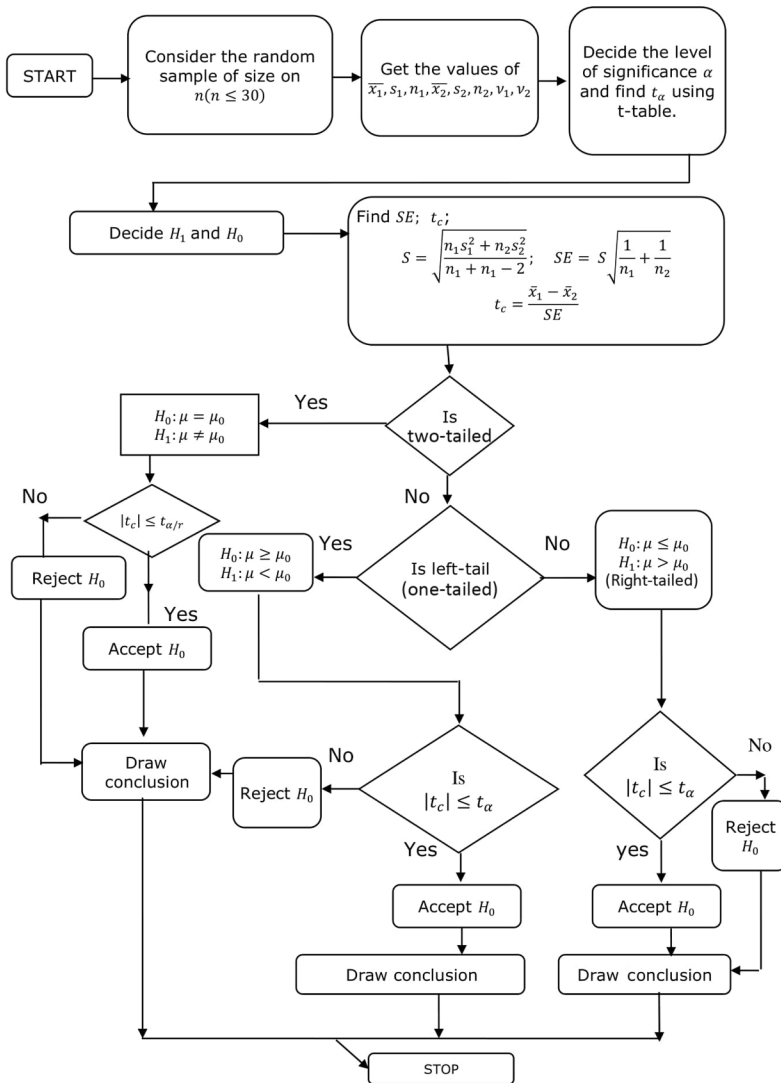 START
Consider the random
sample of size on
n(n ≤ 30)
Get the values of
x̅₁, s₁, n₁, x̅₂, s₂, n₂, ν₁, ν₂
Decide the level
of significance α
and find t_α using
t-table.
Decide H₁ and H₀
Find SE; t_c;
S = √((n₁s₁² + n₂s₂²)/(n₁ + n₁ − 2)); SE = S√(1/n₁ + 1/n₂)
t_c = (x̄₁ − x̄₂)/SE
Is
two-tailed
Yes
H₀: μ = μ₀
H₁: μ ≠ μ₀
No
No
|t_c| ≤ t_{α/r}
Reject H₀
Yes
Accept H₀
Is left-tail
(one-tailed)
Yes
H₀: μ ≥ μ₀
H₁: μ < μ₀
No
H₀: μ ≤ μ₀
H₁: μ > μ₀
(Right-tailed)
Draw
conclusion
Is
|t_c| ≤ t_α
No
Reject H₀
Yes
Accept H₀
Draw conclusion
Is
|t_c| ≤ t_α
No
Reject
H₀
yes
Accept H₀
Draw conclusion
STOP